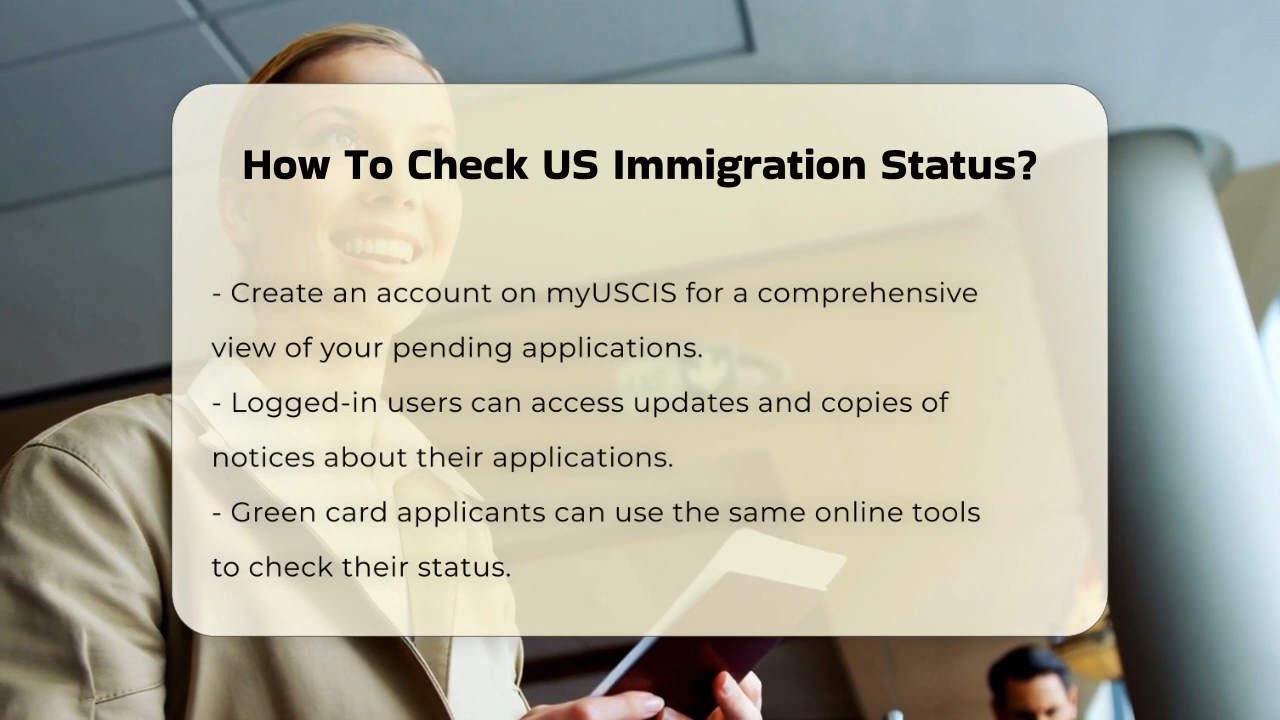 How To Check US Immigration Status?
- Create an account on myUSCIS for a comprehensive
view of your pending applications.
- Logged-in users can access updates and copies of
notices about their applications.
- Green card applicants can use the same online tools
to check their status.